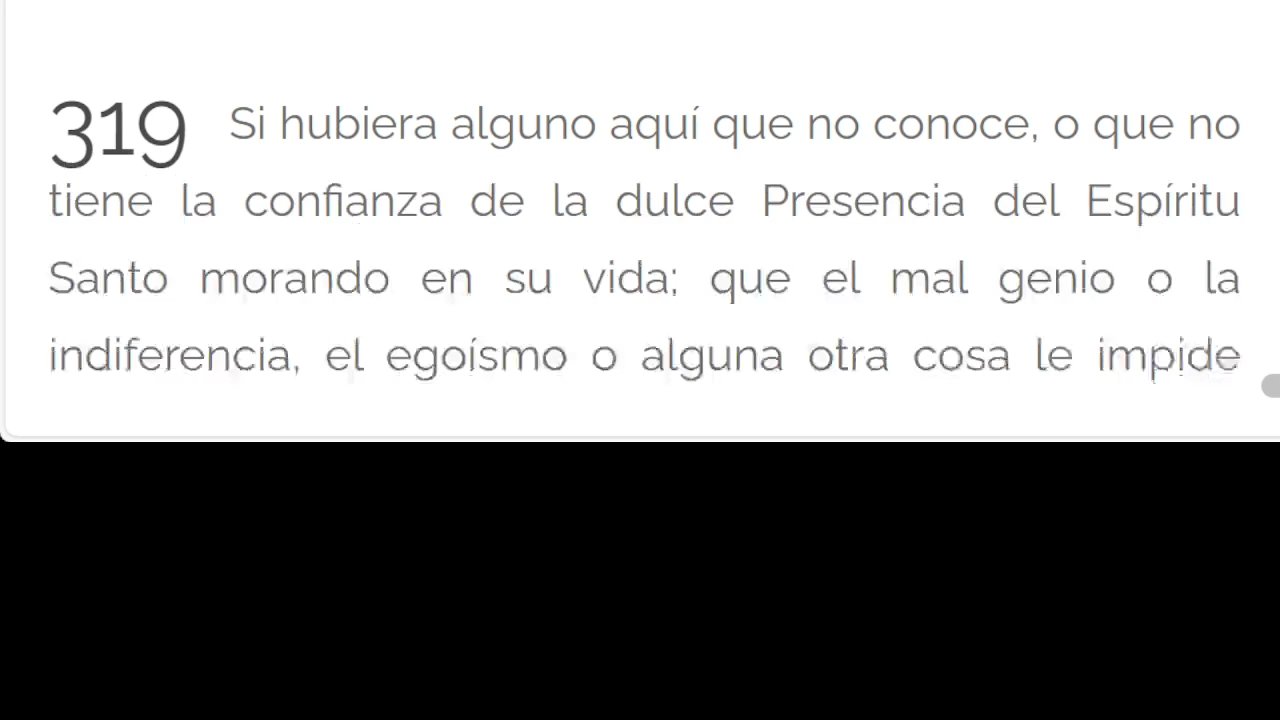 319 Si hubiera alguno aquí que no conoce, o que no
tiene la confianza de la dulce Presencia del Espíritu
Santo morando en su vida; que el mal genio o la
indiferencia, el egoísmo o alguna otra cosa le impide